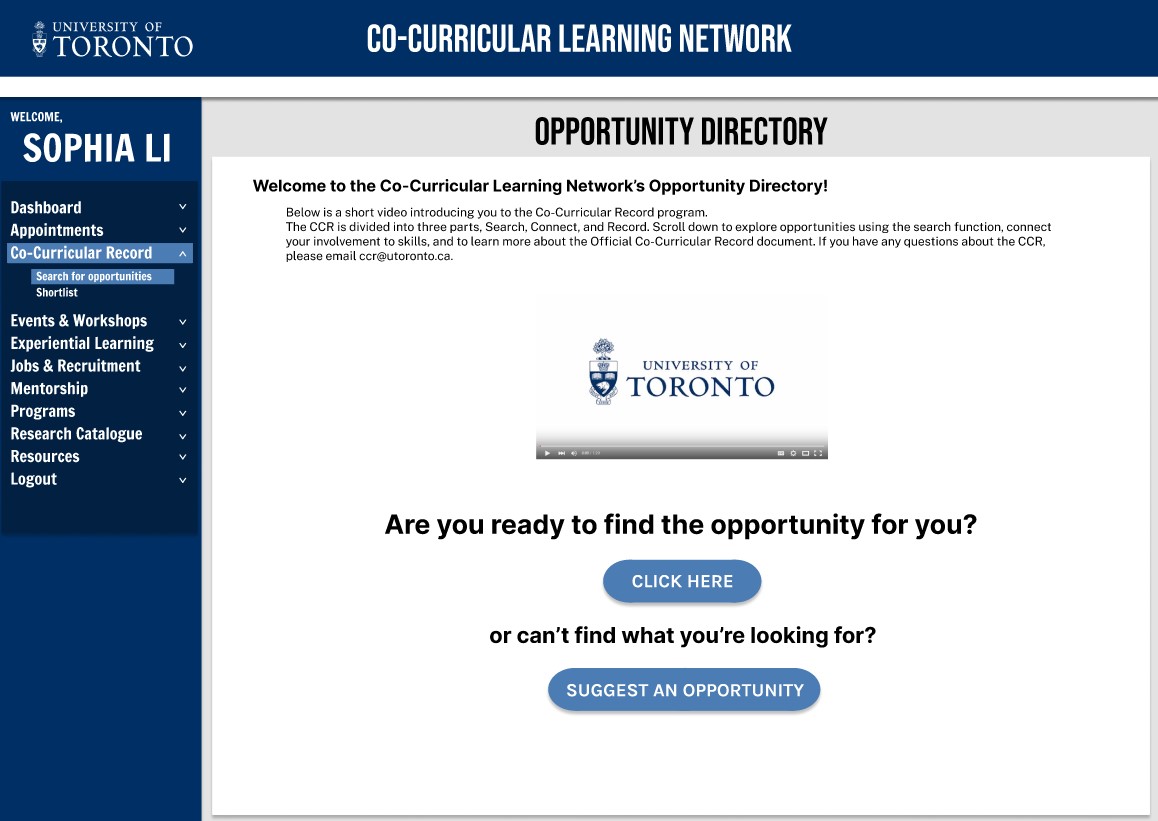 UNIVERSITY OF
TORONTO
CO-CURRICULAR LEARNING NETWORK
WELCOME,
SOPHIA LI
Dashboard
Appointments
Co-Curricular Record
Search for opportunities
Shortlist
Events & Workshops
Experiential Learning
Jobs & Recruitment
Mentorship
Programs
Research Catalogue
Resources
Logout
OPPORTUNITY DIRECTORY
Welcome to the Co-Curricular Learning Network’s Opportunity Directory!
Below is a short video introducing you to the Co-Curricular Record program.
The CCR is divided into three parts, Search, Connect, and Record. Scroll down to explore opportunities using the search function, connect
your involvement to skills, and to learn more about the Official Co-Curricular Record document. If you have any questions about the CCR,
please email ccr@utoronto.ca.
UNIVERSITY OF
TORONTO
Are you ready to find the opportunity for you?
CLICK HERE
or can’t find what you’re looking for?
SUGGEST AN OPPORTUNITY